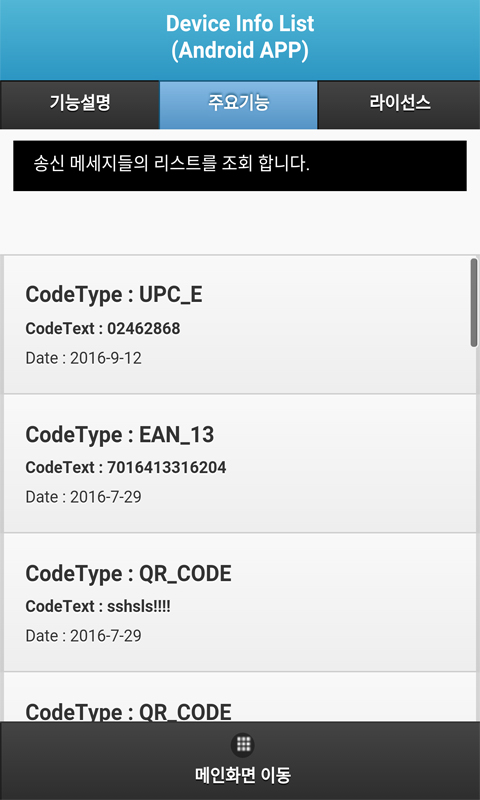 Device Info List
(Android APP)
기능설명
주요기능
라이선스
송신 메세지들의 리스트를 조회 합니다.
CodeType : UPC_E
CodeText : 02462868
Date : 2016-9-12
CodeType : EAN_13
CodeText : 7016413316204
Date : 2016-7-29
CodeType : QR_CODE
CodeText : sshsls!!!!
Date : 2016-7-29
CodeType : QR_CODE
메인화면 이동